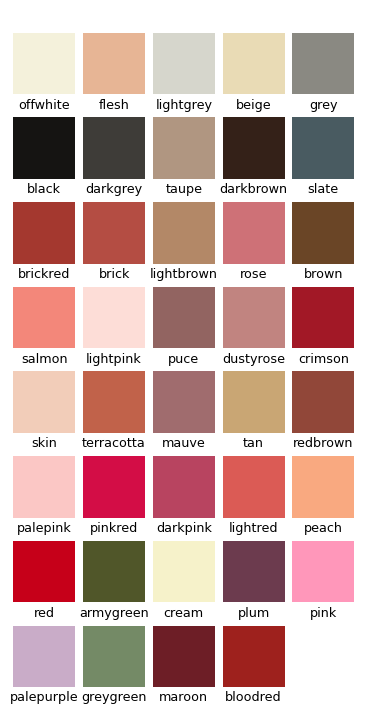 offwhite flesh lightgrey beige grey
black darkgrey taupe darkbrown slate
brickred brick lightbrown rose brown
salmon lightpink puce dustyrose crimson
skin terracotta mauve tan redbrown
palepink pinkred darkpink lightred peach
red armygreen cream plum pink
palepurple greygreen maroon bloodred